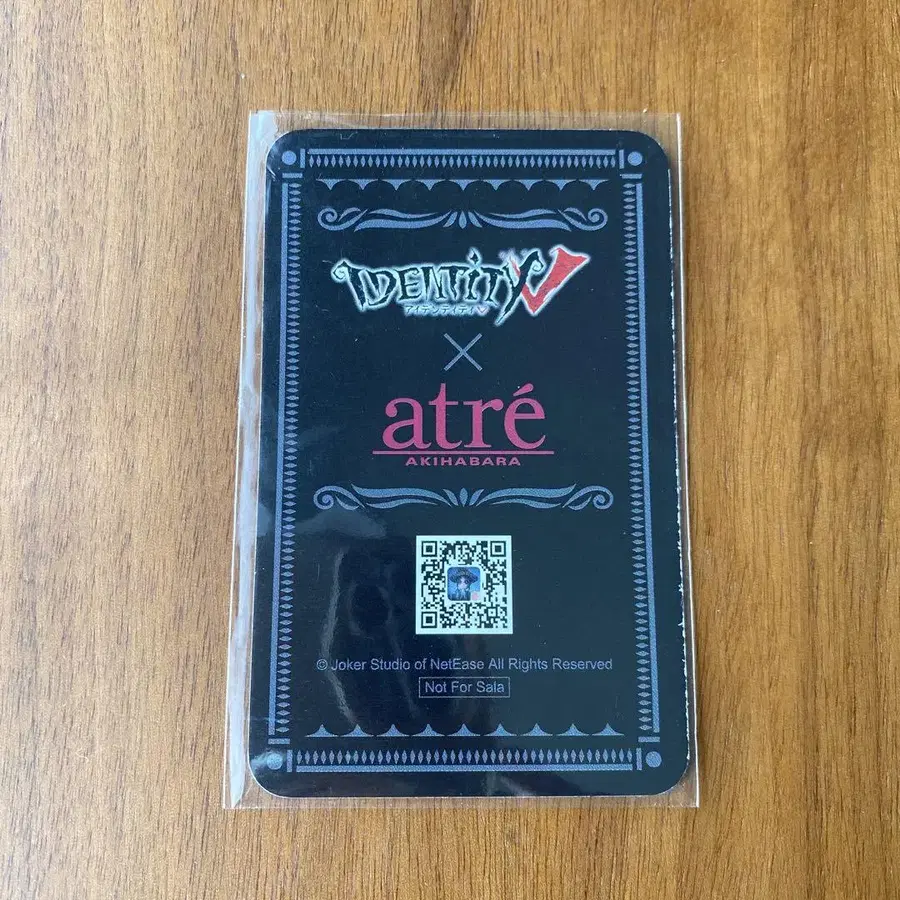 IDENTITY V
アイデンティティV
×
atré
AKIHABARA
© Joker Studio of NetEase All Rights Reserved
Not For Sala